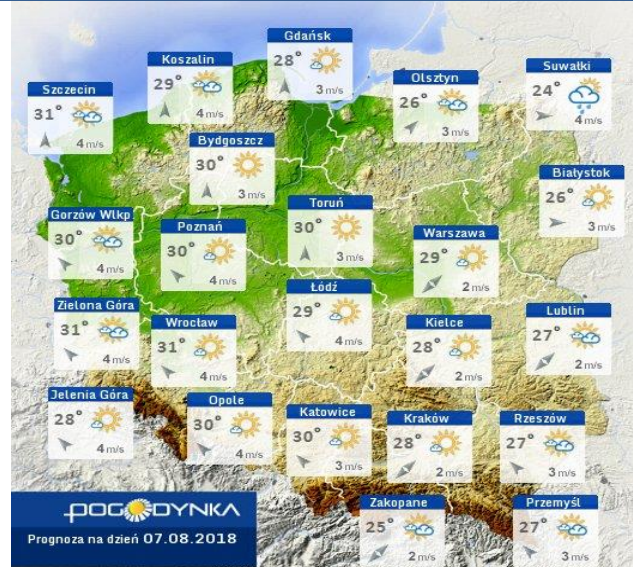 Gdańsk
28°
3 m/s
Koszalin
29°
4 m/s
Suwałki
24°
4 m/s
Olsztyn
26°
3 m/s
Szczecin
31°
4 m/s
Bydgoszcz
30°
3 m/s
Białystok
26°
3 m/s
Toruń
30°
3 m/s
Gorzów Wlkp
30°
4 m/s
Poznań
30°
4 m/s
Warszawa
29°
2 m/s
Łódź
29°
4 m/s
Zielona Góra
31°
4 m/s
Wrocław
31°
4 m/s
Kielce
28°
2 m/s
Lublin
27°
2 m/s
Jelenia Góra
28°
4 m/s
Opole
30°
4 m/s
Katowice
30°
3 m/s
Kraków
28°
2 m/s
Rzeszów
27°
3 m/s
Zakopane
25°
2 m/s
Przemyśl
27°
3 m/s
POGODYNKA
Prognoza na dzień 07.08.2018